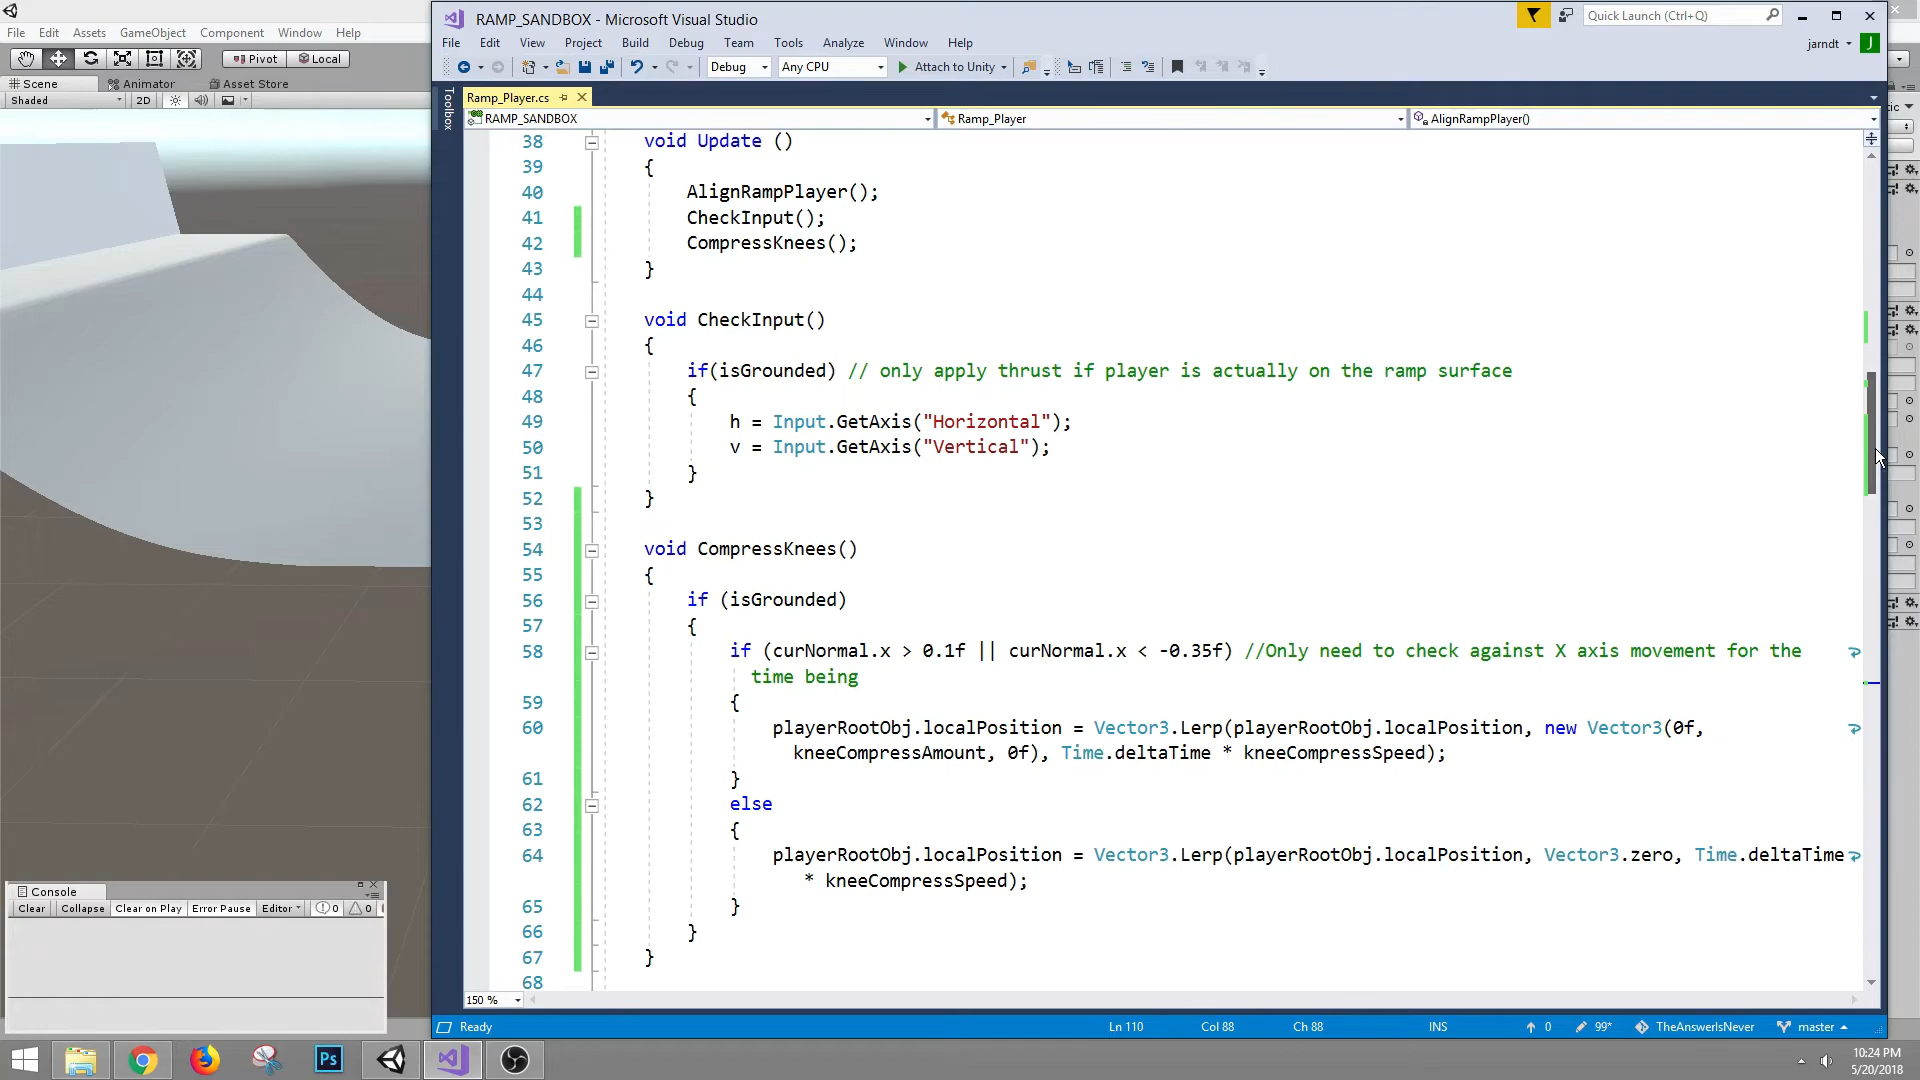 RAMP_SANDBOX - Microsoft Visual Studio
Quick Launch (Ctrl+Q)
File Edit Assets GameObject Component Window Help
File Edit View Project Build Debug Team Tools Analyze Window Help
jarndt J
Pivot Local
Debug Any CPU Attach to Unity
Scene Animator Asset Store
Shaded 2D
Toolbox
Ramp_Player.cs
RAMP_SANDBOX Ramp_Player AlignRampPlayer()
38 void Update ()
39 {
40 AlignRampPlayer();
41 CheckInput();
42 CompressKnees();
43 }
44
45 void CheckInput()
46 {
47 if(isGrounded) // only apply thrust if player is actually on the ramp surface
48 {
49 h = Input.GetAxis("Horizontal");
50 v = Input.GetAxis("Vertical");
51 }
52 }
53
54 void CompressKnees()
55 {
56 if (isGrounded)
57 {
58 if (curNormal.x > 0.1f || curNormal.x < -0.35f) //Only need to check against X axis movement for the
time being
59 {
60 playerRootObj.localPosition = Vector3.Lerp(playerRootObj.localPosition, new Vector3(0f,
kneeCompressAmount, 0f), Time.deltaTime * kneeCompressSpeed);
61 }
62 else
63 {
64 playerRootObj.localPosition = Vector3.Lerp(playerRootObj.localPosition, Vector3.zero, Time.deltaTime
* kneeCompressSpeed);
65 }
66 }
67 }
68
Console
Clear Collapse Clear on Play Error Pause Editor 0 0
150 %
Ready Ln 110 Col 88 Ch 88 INS 0 99* TheAnswerIsNever master
Ps
10:24 PM
5/20/2018